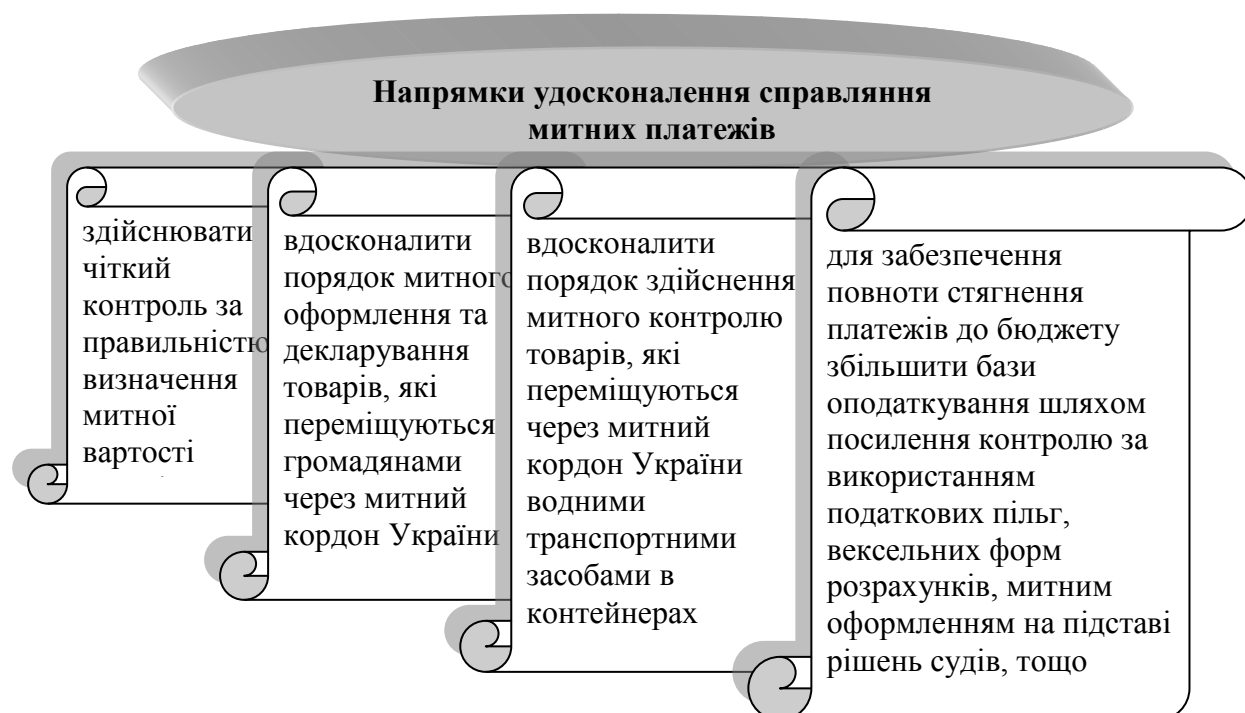 Напрямки удосконалення справляння
митних платежів
здійснювати
чіткий
контроль за
правильністю
визначення
митної
вартості
вдосконалити
порядок митного
оформлення та
декларування
товарів, які
переміщуються
громадянами
через митний
кордон України
вдосконалити
порядок здійснення
митного контролю
товарів, які
переміщуються
через митний
кордон України
водними
транспортними
засобами в
контейнерах
для забезпечення
повноти стягнення
платежів до бюджету
збільшити бази
оподаткування шляхом
посилення контролю за
використанням
податкових пільг,
вексельних форм
розрахунків, митним
оформленням на підставі
рішень судів, тощо